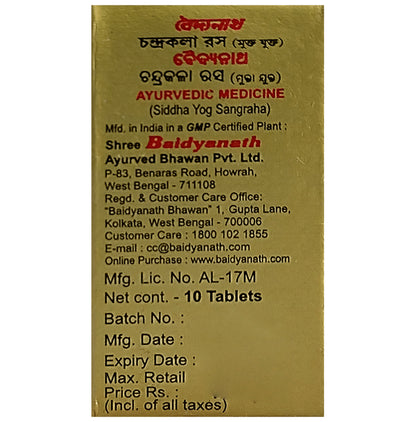 বৈদ্যনাথ
চন্দ্রকলা রস (মুক্তা যুক্ত)
ବୈଦ୍ୟନାଥ
ଚନ୍ଦ୍ରକଳା ରସ (ମୁକ୍ତା ଯୁକ୍ତ)
AYURVEDIC MEDICINE
(Siddha Yog Sangraha)
Mfd. in India in a GMP Certified Plant :
Shree Baidyanath
Ayurved Bhawan Pvt. Ltd.
P-83, Benaras Road, Howrah,
West Bengal - 711108
Regd. & Customer Care Office:
"Baidyanath Bhawan" 1, Gupta Lane,
Kolkata, West Bengal - 700006
Customer Care : 1800 102 1855
E-mail : cc@baidyanath.com
Online Purchase : www.baidyanath.com
Mfg. Lic. No. AL-17M
Net cont. - 10 Tablets
Batch No. :
Mfg. Date :
Expiry Date :
Max. Retail
Price Rs. :
(Incl. of all taxes)